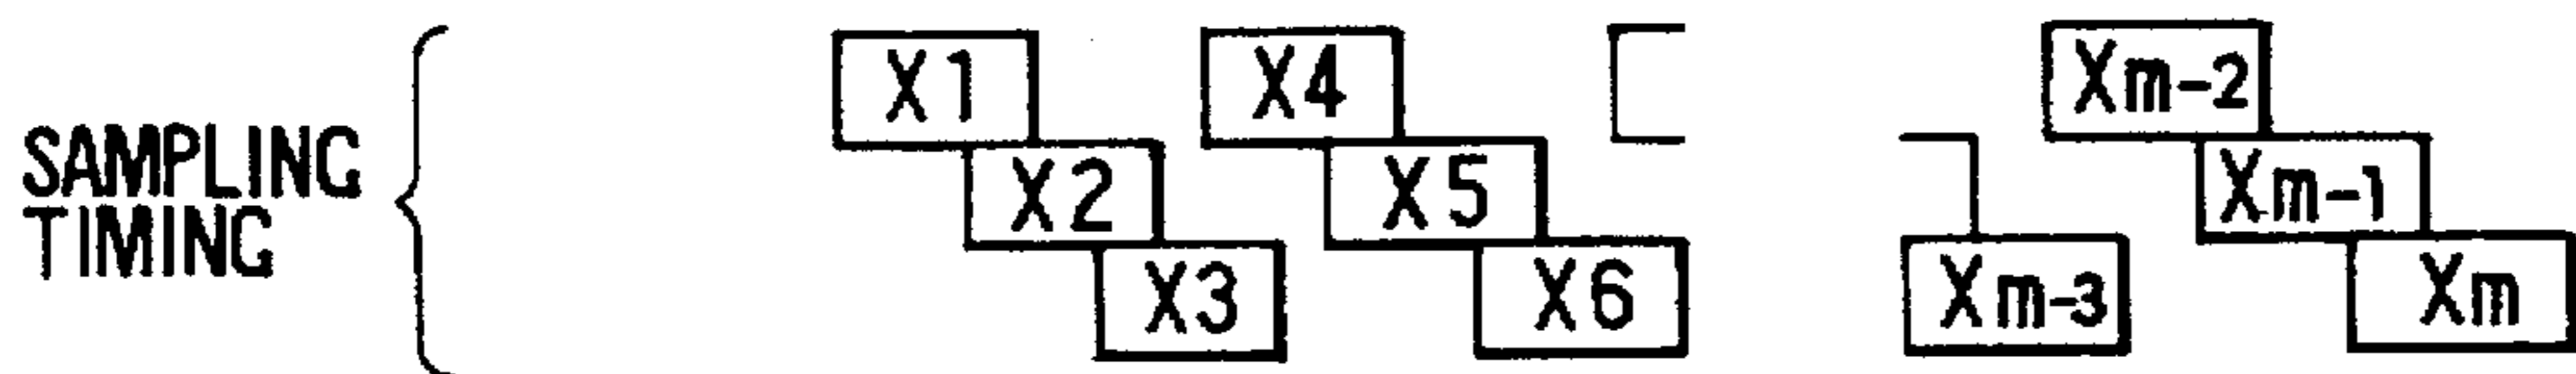 X1 X4 Xm-2
SAMPLING
TIMING
X2 X5 Xm-1
X3 X6 Xm-3 Xm